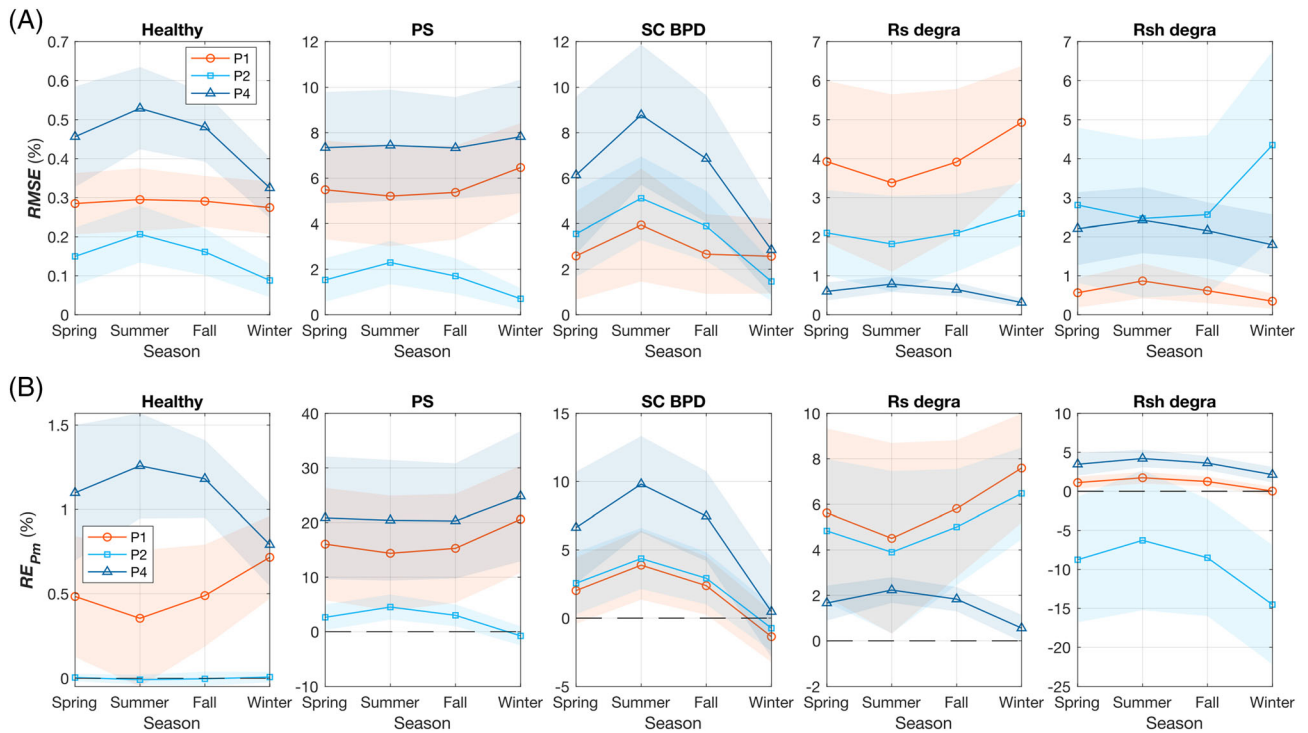 (A)
Healthy PS SC BPD Rs degra Rsh degra
RMSE (%)
0.7 0.6 0.5 0.4 0.3 0.2 0.1 0
P1
P2
P4
12 10 8 6 4 2 0
12 10 8 6 4 2 0
7 6 5 4 3 2 1 0
7 6 5 4 3 2 1 0
Spring Summer Fall Winter Spring Summer Fall Winter Spring Summer Fall Winter Spring Summer Fall Winter Spring Summer Fall Winter
Season Season Season Season Season
(B)
Healthy PS SC BPD Rs degra Rsh degra
RE_Pm (%)
1.5 1 0.5 0
P1
P2
P4
40 30 20 10 0 -10
15 10 5 0 -5
10 8 6 4 2 0 -2
10 5 0 -5 -10 -15 -20 -25
Spring Summer Fall Winter Spring Summer Fall Winter Spring Summer Fall Winter Spring Summer Fall Winter Spring Summer Fall Winter
Season Season Season Season Season